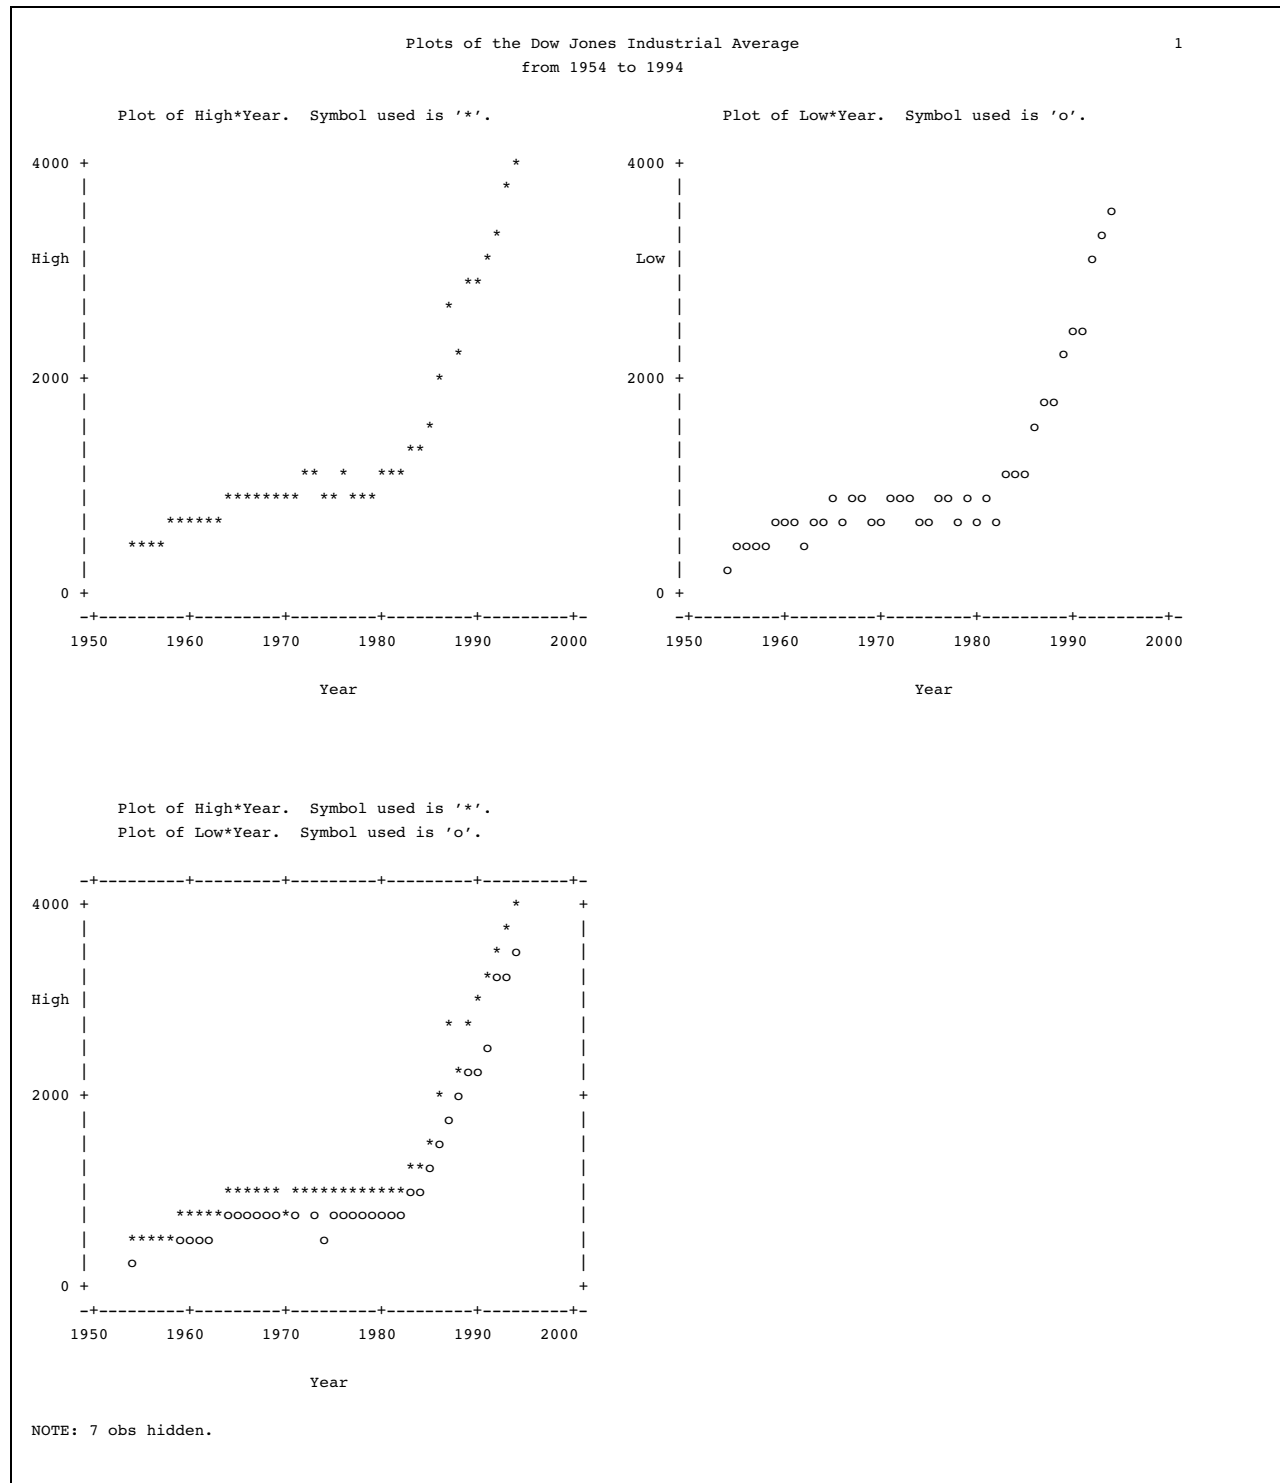 Plots of the Dow Jones Industrial Average 1
from 1954 to 1994
Plot of High*Year. Symbol used is '*'.
4000
High
2000
0
1950 1960 1970 1980 1990 2000
Year
Plot of Low*Year. Symbol used is 'o'.
4000
Low
2000
0
1950 1960 1970 1980 1990 2000
Year
Plot of High*Year. Symbol used is '*'.
Plot of Low*Year. Symbol used is 'o'.
4000
High
2000
0
1950 1960 1970 1980 1990 2000
Year
NOTE: 7 obs hidden.